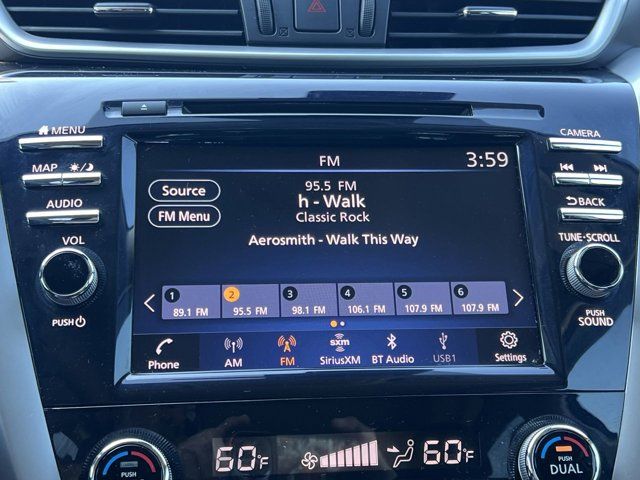 MENU
CAMERA
FM
3:59
MAP
Source
95.5 FM
h - Walk
FM Menu
Classic Rock
AUDIO
BACK
Aerosmith - Walk This Way
VOL
TUNE·SCROLL
1 2 3 4 5 6
89.1 FM 95.5 FM 98.1 FM 106.1 FM 107.9 FM 107.9 FM
PUSH
PUSH
SOUND
sxm
Phone AM FM SiriusXM BT Audio USB1 Settings
60°F
60°F
PUSH
PUSH
DUAL